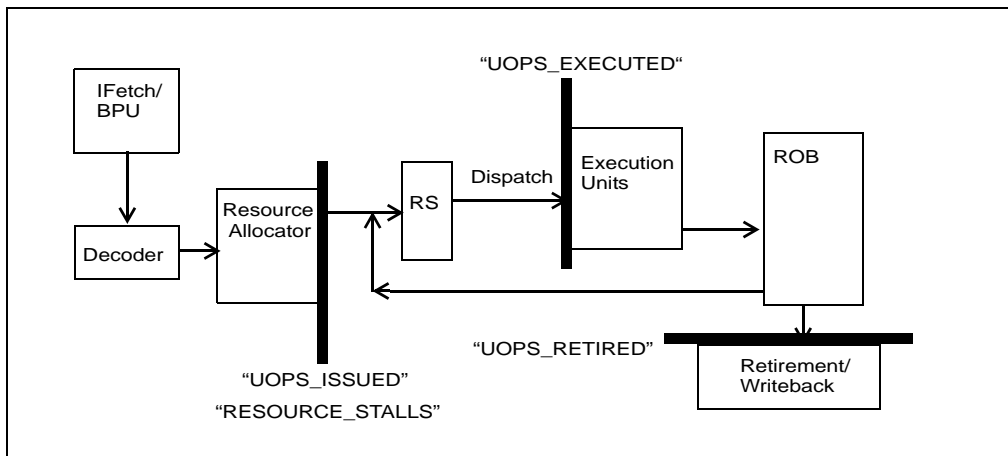 “UOPS_EXECUTED“
IFetch/
BPU
Execution
Units
ROB
Dispatch
RS
Resource
Allocator
Decoder
“UOPS_RETIRED”
Retirement/
Writeback
“UOPS_ISSUED”
“RESOURCE_STALLS”